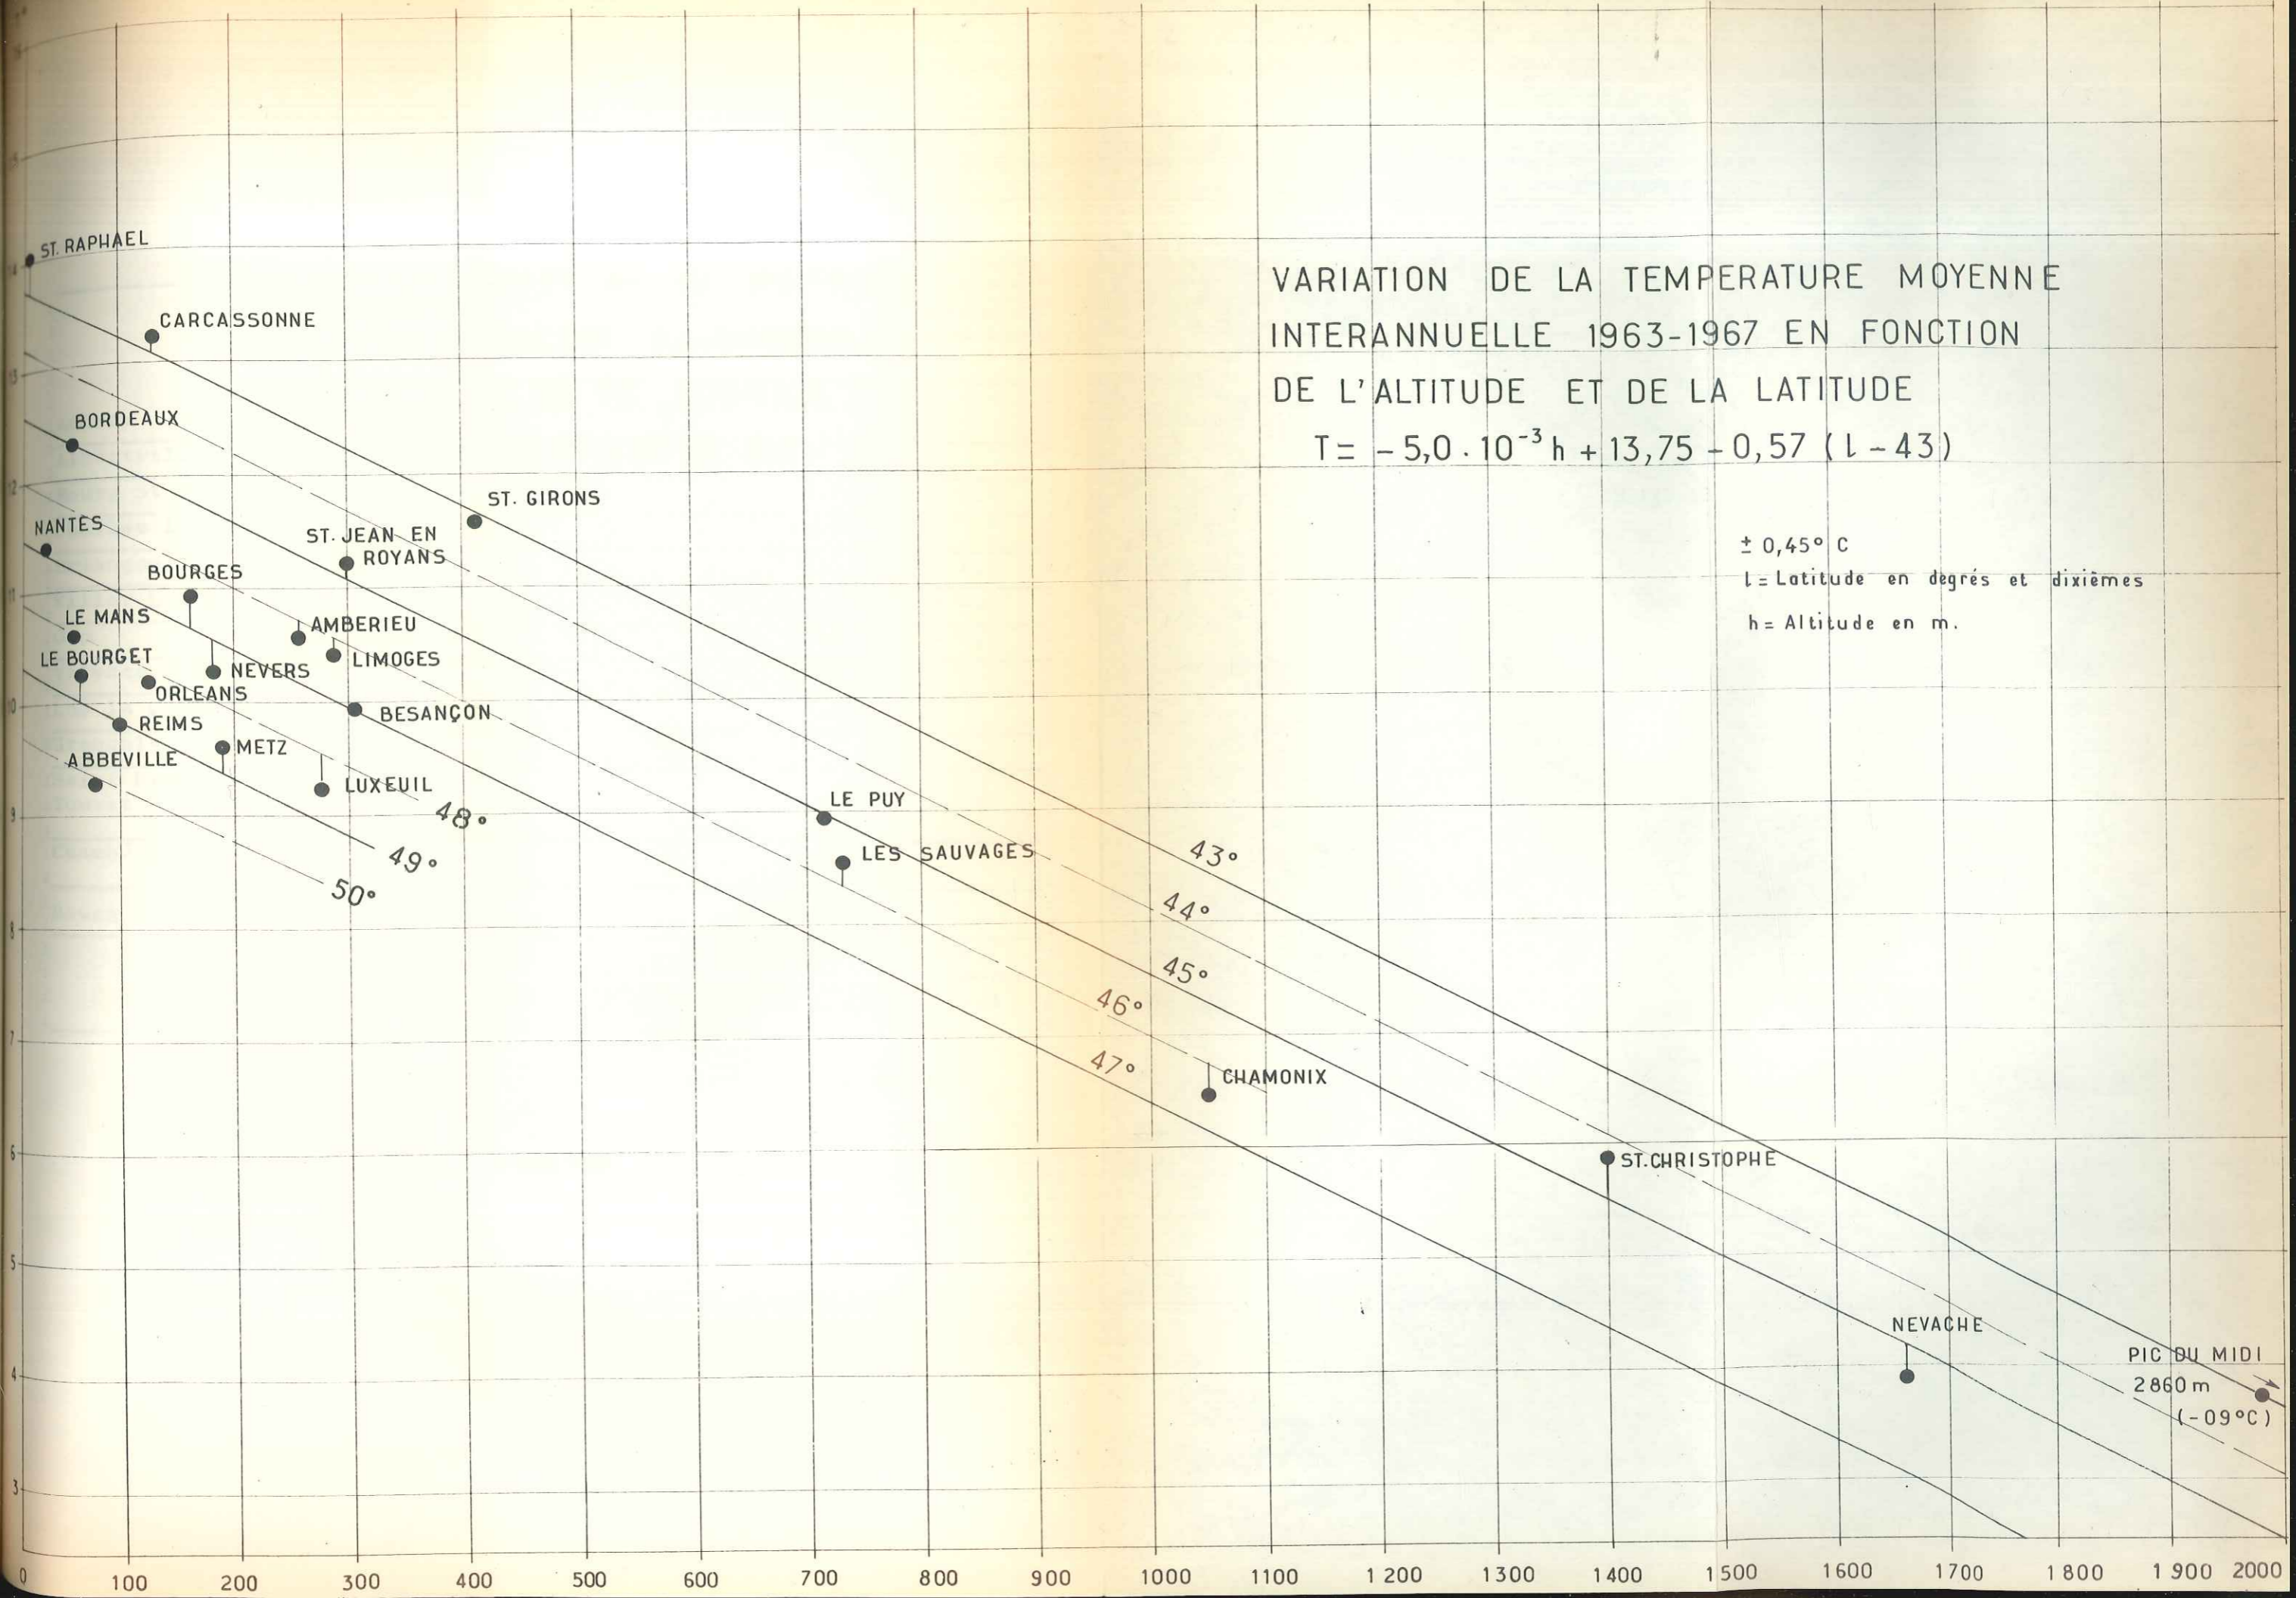 VARIATION DE LA TEMPERATURE MOYENNE
INTERANNUELLE 1963-1967 EN FONCTION
DE L'ALTITUDE ET DE LA LATITUDE
T = - 5,0 . 10⁻³ h + 13,75 - 0,57 ( l - 43 )
± 0,45° C
l = Latitude en degrés et dixièmes
h = Altitude en m.
ST. RAPHAEL
CARCASSONNE
BORDEAUX
ST. GIRONS
NANTES
ST. JEAN EN
ROYANS
BOURGES
LE MANS
AMBERIEU
LE BOURGET
LIMOGES
NEVERS
ORLEANS
BESANÇON
REIMS
METZ
ABBEVILLE
LUXEUIL
LE PUY
LES SAUVAGES
48°
49°
50°
43°
44°
45°
46°
47°
CHAMONIX
ST. CHRISTOPHE
NEVACHE
PIC DU MIDI
2860 m
(-09°C)
14
13
12
11
10
9
8
7
6
5
4
3
0 100 200 300 400 500 600 700 800 900 1000 1100 1200 1300 1400 1500 1600 1700 1800 1900 2000